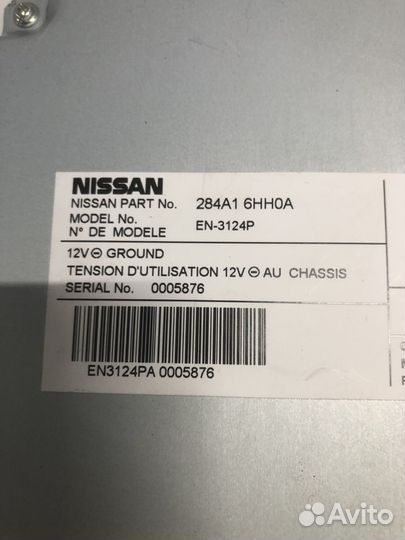 NISSAN
NISSAN PART No. 284A1 6HH0A
MODEL No. EN-3124P
N° DE MODELE
12V ⊖ GROUND
TENSION D'UTILISATION 12V ⊖ AU CHASSIS
SERIAL No. 0005876
EN3124PA 0005876
Avito